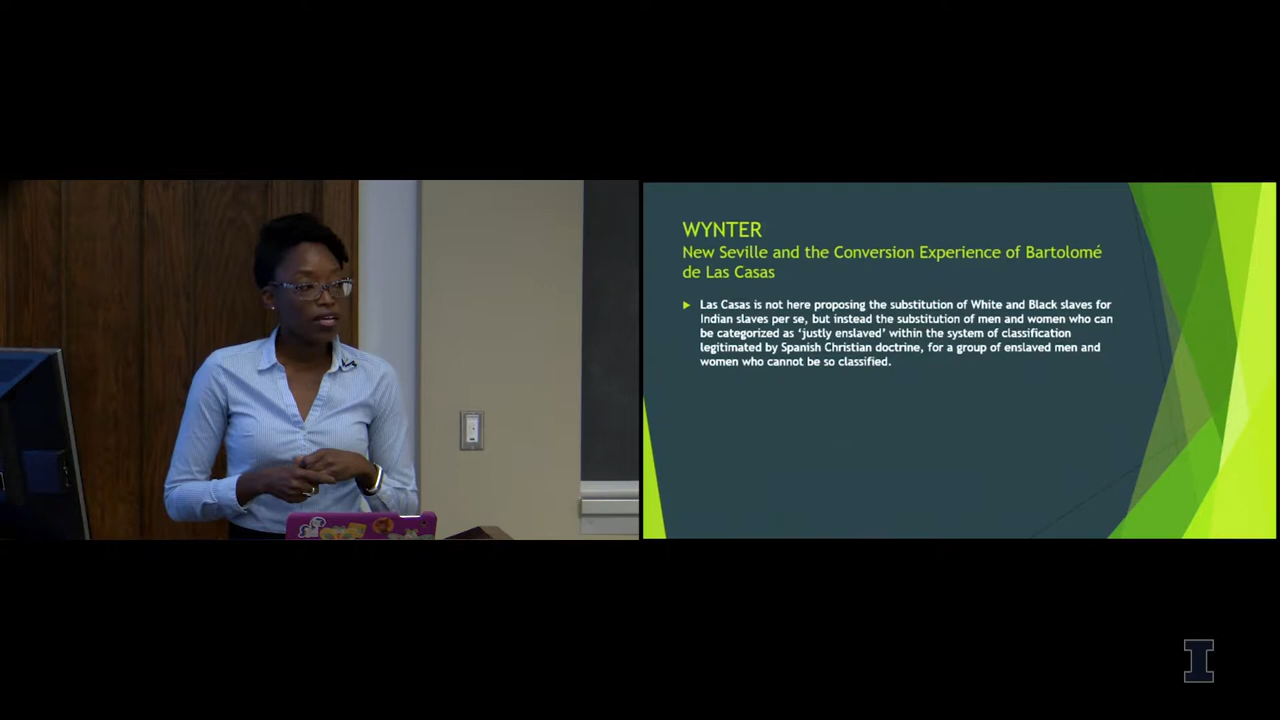 WYNTER
New Seville and the Conversion Experience of Bartolomé
de Las Casas
Las Casas is not here proposing the substitution of White and Black slaves for
Indian slaves per se, but instead the substitution of men and women who can
be categorized as ‘justly enslaved’ within the system of classification
legitimated by Spanish Christian doctrine, for a group of enslaved men and
women who cannot be so classified.
I